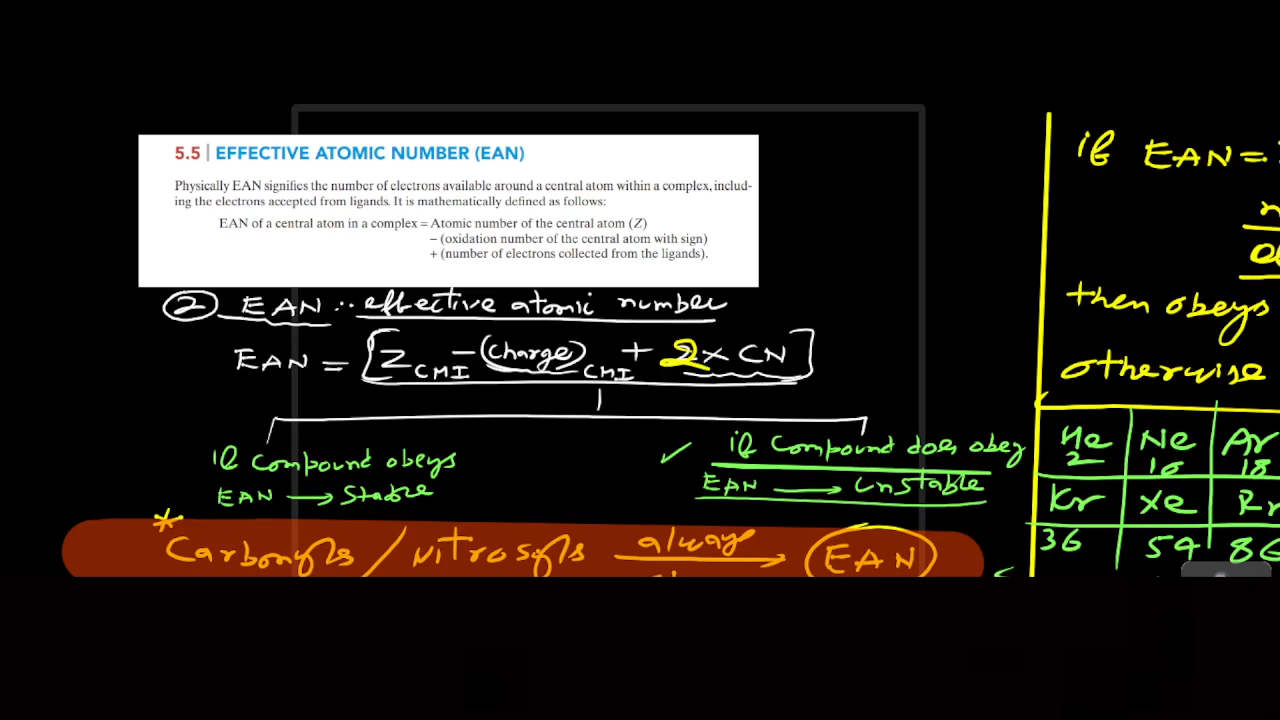 5.5 | EFFECTIVE ATOMIC NUMBER (EAN)
Physically EAN signifies the number of electrons available around a central atom within a complex, includ-
ing the electrons accepted from ligands. It is mathematically defined as follows:
EAN of a central atom in a complex = Atomic number of the central atom (Z)
– (oxidation number of the central atom with sign)
+ (number of electrons collected from the ligands).
② EAN :. effective atomic number
EAN = [Z CMI - (charge) CMI + 2 x CN]
if compound obeys
EAN → Stable
✓ if compound does obey
EAN → Unstable
* Carbonyls / nitrosyls always → EAN
if EAN =
then obeys
otherwise
He Ne Ar
2 10 18
Kr Xe Rn
36 54 86